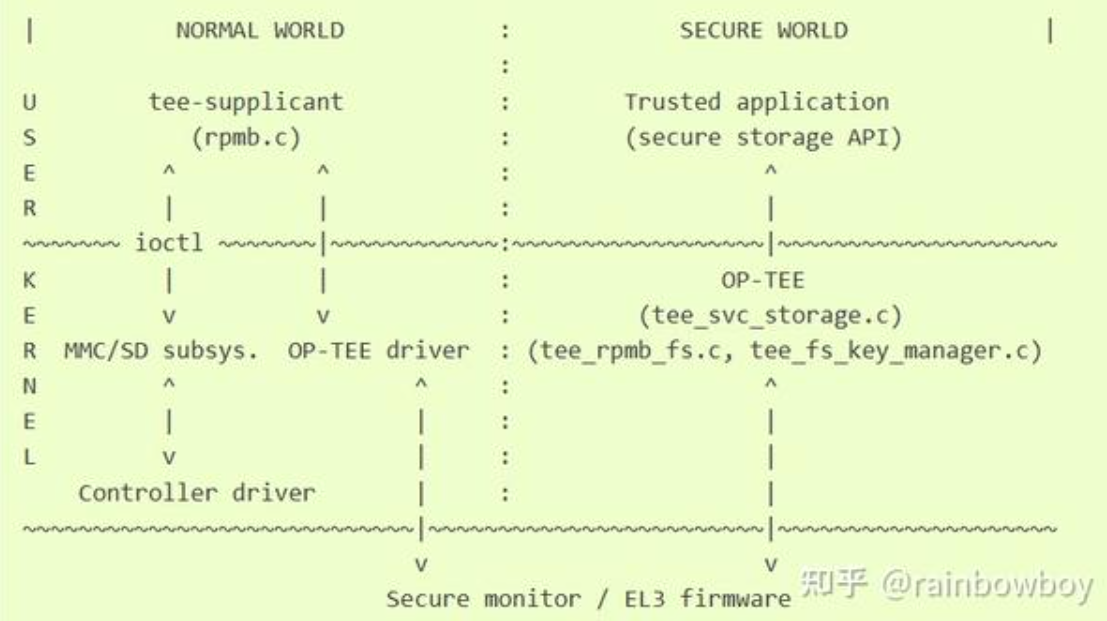 | NORMAL WORLD : SECURE WORLD |
:
U tee-supplicant : Trusted application
S (rpmb.c) : (secure storage API)
E ^ ^ : ^
R | | : |
~~~~~~~ ioctl ~~~~~~~|~~~~~~~~~~~~:~~~~~~~~~~~~~~~~~~|~~~~~~~~~~~~~~~~~~~~
K | | : OP-TEE
E v v : (tee_svc_storage.c)
R MMC/SD subsys. OP-TEE driver : (tee_rpmb_fs.c, tee_fs_key_manager.c)
N ^ ^ : ^
E | | : |
L v | : |
Controller driver | : |
~~~~~~~~~~~~~~~~~~~~~~~~~~~~|~~~~~~~~~~~~~~~~~~~~~~~~|~~~~~~~~~~~~~~~~~~~~
v v
Secure monitor / EL3 firmware
知乎 @rainbowboy